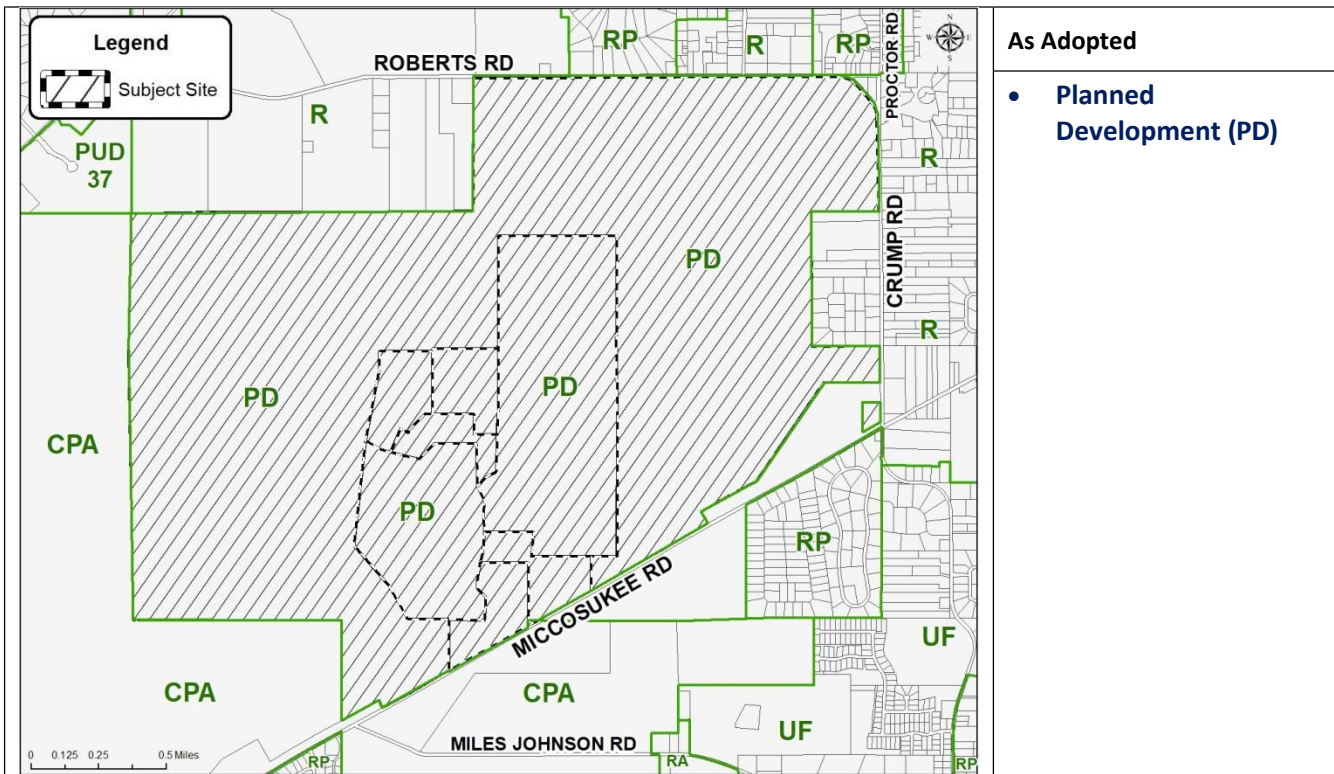 Legend
Subject Site
ROBERTS RD
RP
R
RP
PROCTOR RD
N
W
E
S
As Adopted
• Planned
Development (PD)
R
PUD
37
R
PD
CRUMP RD
R
PD
PD
CPA
PD
RP
MICCOSUKEE RD
UF
CPA
CPA
UF
MILES JOHNSON RD
0 0.125 0.25 0.5 Miles
RP
RA
RP